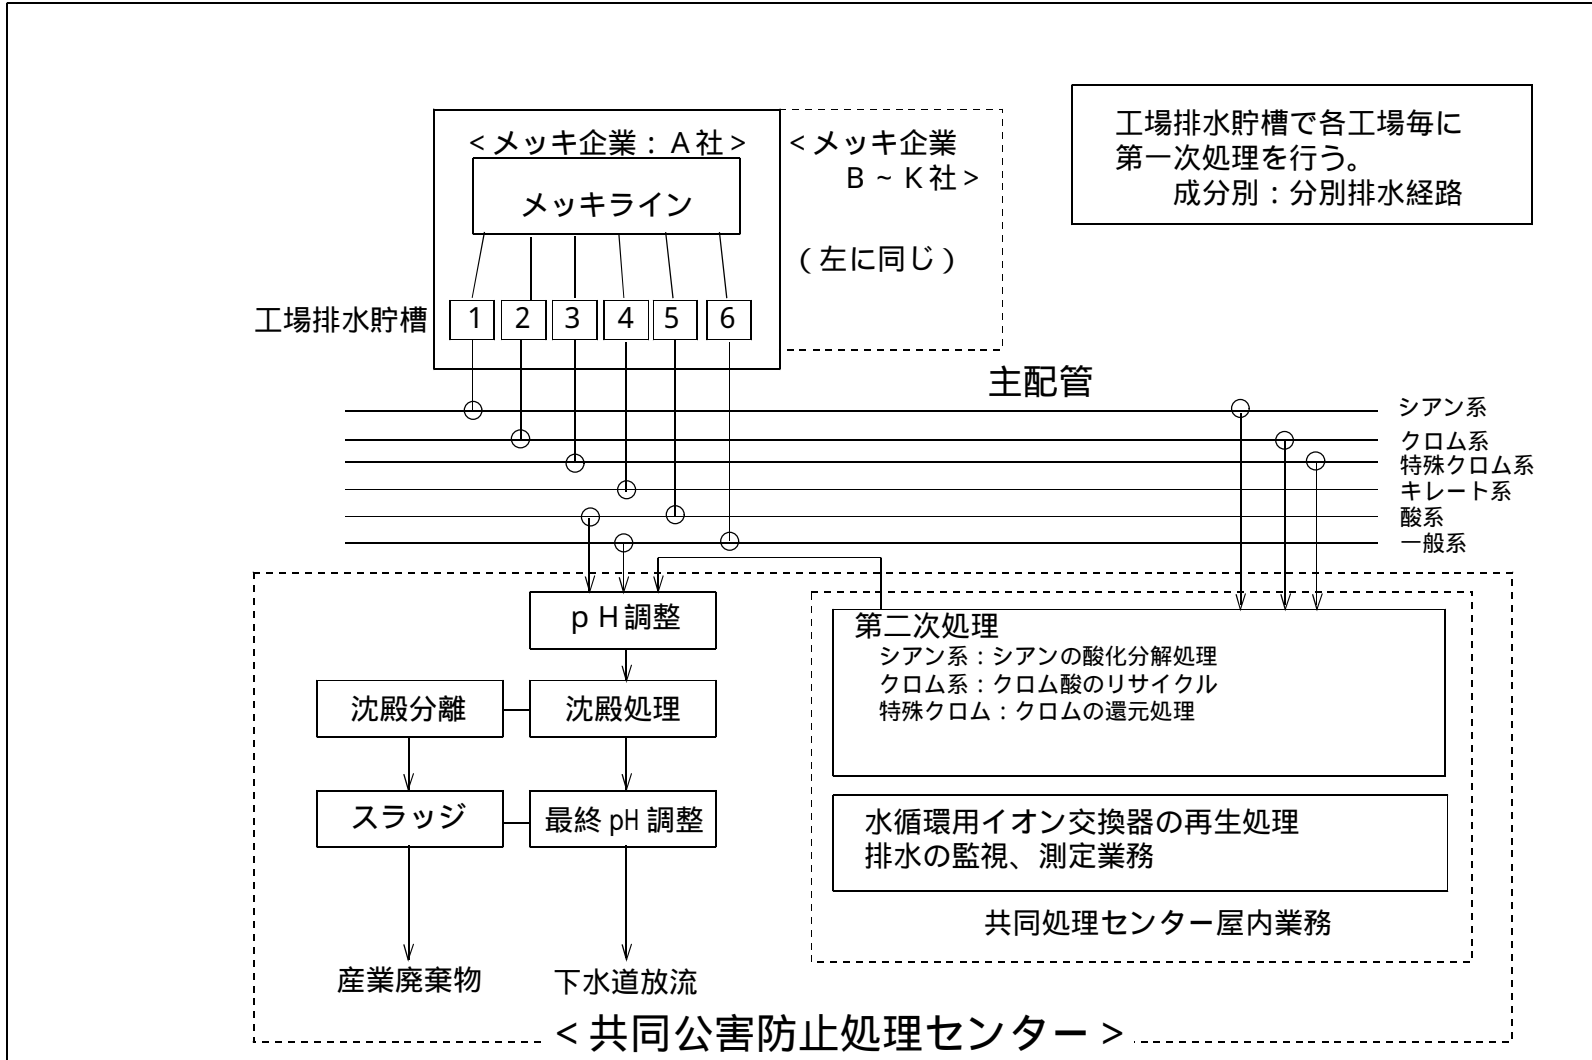 <メッキ企業：Ａ社>
メッキライン
<メッキ企業
Ｂ~Ｋ社>
（左に同じ）
工場排水貯槽で各工場毎に
第一次処理を行う。
成分別：分別排水経路
工場排水貯槽
1 2 3 4 5 6
主配管
シアン系
クロム系
特殊クロム系
キレート系
酸系
一般系
ｐＨ調整
沈殿分離
沈殿処理
スラッジ
最終pH調整
産業廃棄物
下水道放流
第二次処理
シアン系：シアンの酸化分解処理
クロム系：クロム酸のリサイクル
特殊クロム：クロムの還元処理
水循環用イオン交換器の再生処理
排水の監視、測定業務
共同処理センター屋内業務
<共同公害防止処理センター>